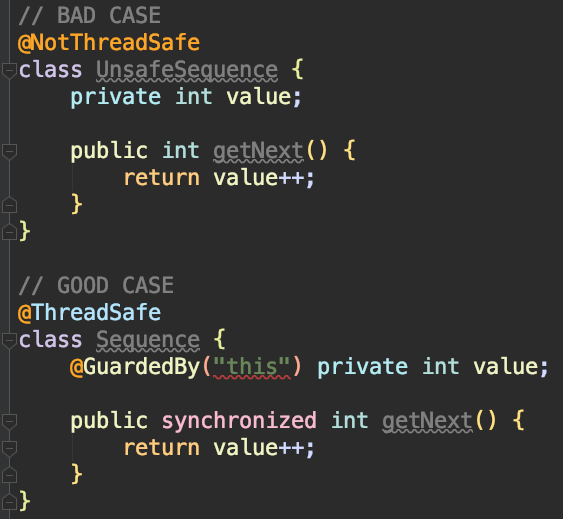 // BAD CASE
@NotThreadSafe
class UnsafeSequence {
    private int value;

    public int getNext() {
        return value++;
    }
}

// GOOD CASE
@ThreadSafe
class Sequence {
    @GuardedBy("this") private int value;

    public synchronized int getNext() {
        return value++;
    }
}